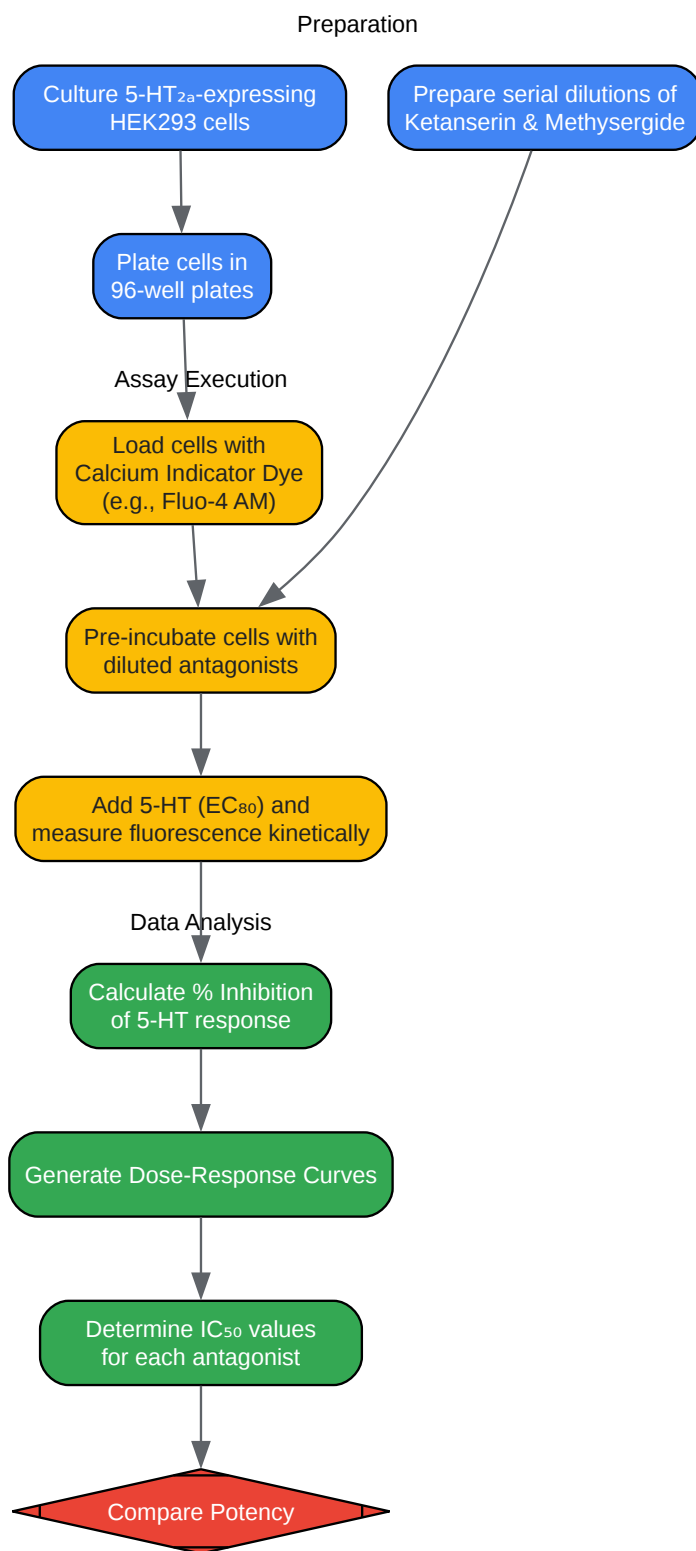 Preparation
Culture 5-HT₂ₐ-expressing
HEK293 cells
Prepare serial dilutions of
Ketanserin & Methysergide
Plate cells in
96-well plates
Assay Execution
Load cells with
Calcium Indicator Dye
(e.g., Fluo-4 AM)
Pre-incubate cells with
diluted antagonists
Add 5-HT (EC₈₀) and
measure fluorescence kinetically
Data Analysis
Calculate % Inhibition
of 5-HT response
Generate Dose-Response Curves
Determine IC₅₀ values
for each antagonist
Compare Potency